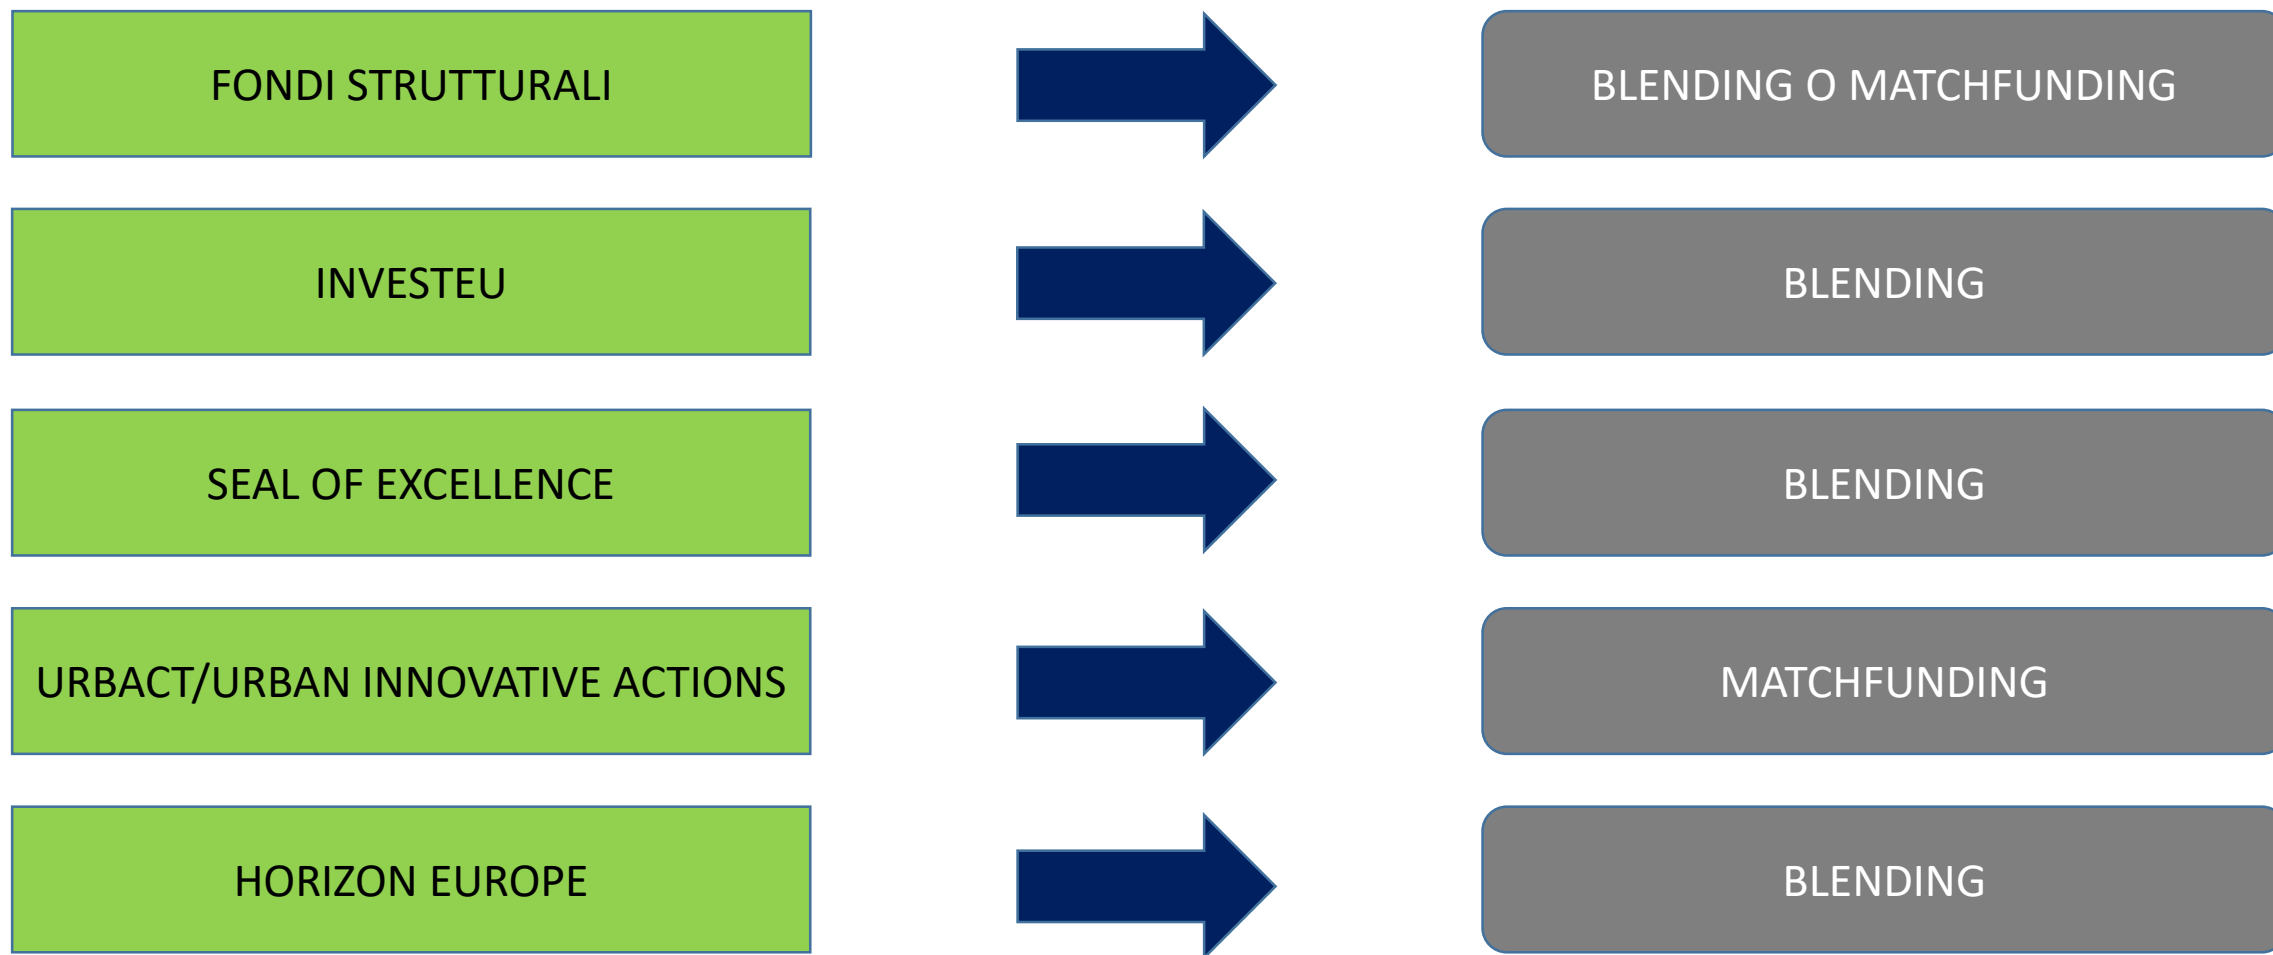 FONDI STRUTTURALI
BLENDING O MATCHFUNDING
INVESTEU
BLENDING
SEAL OF EXCELLENCE
BLENDING
URBACT/URBAN INNOVATIVE ACTIONS
MATCHFUNDING
HORIZON EUROPE
BLENDING